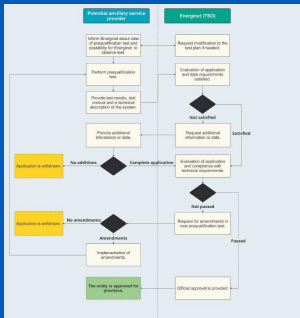 Potential ancillary service
provider
Energinet (TSO)
Inform Energinet about date
of prequalification test and
possibility for Energinet to
observe test.
Request modification to the
test plan if needed.
Perform prequalification
test.
Evaluation of application
and data requirements
satisfied.
Provide test results, test
manual and a technical
description of the system.
Not satisfied
Provide additional
information or data.
Request additional
information or data.
Satisfied
Application is withdrawn.
No additions
Complete application
Evaluation of application
and compliance with
technical requirements.
Not passed
Application is withdrawn.
No amendments
Request for amendments in
new prequalification test.
Passed
Amendments
Implementation of
amendments.
The entity is approved for
provision.
Official approval is provided.